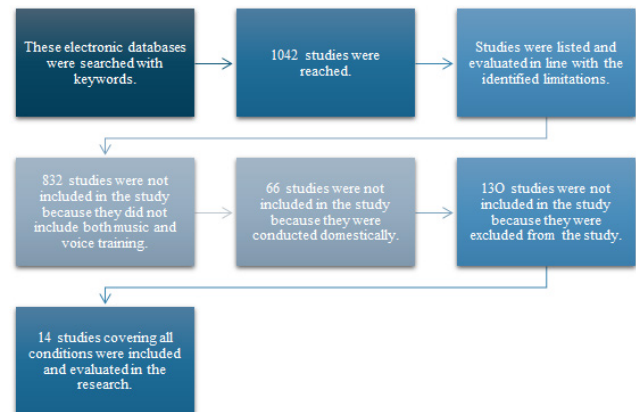 These electronic databases
were searched with
keywords.
1042 studies were
reached.
Studies were listed and
evaluated in line with the
identified limitations.
832 studies were not
included in the study
because they did not
include both music and
voice training.
66 studies were not
included in the study
because they were
conducted domestically.
13O studies were not
included in the study
because they were
excluded from the study.
14 studies covering all
conditions were included
and evaluated in the
research.